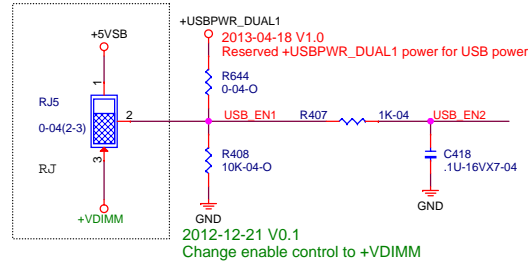 +5VSB
+USBPWR_DUAL1
2013-04-18 V1.0
Reserved +USBPWR_DUAL1 power for USB power
1
R644
0-04-O
RJ5
0-04(2-3)
2
USB_EN1
R407
1K-04
USB_EN2
RJ
3
R408
10K-04-O
C418
.1U-16VX7-04
+VDIMM
GND
GND
2012-12-21 V0.1
Change enable control to +VDIMM